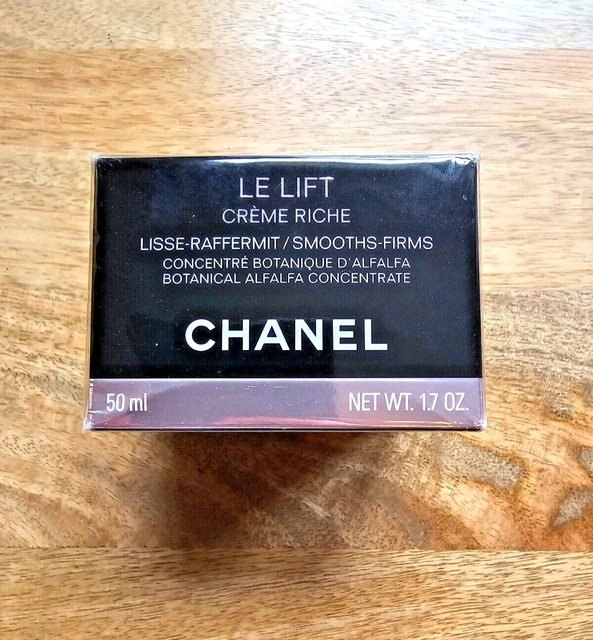 LE LIFT
CRÈME RICHE
LISSE-RAFFERMIT / SMOOTHS-FIRMS
CONCENTRÉ BOTANIQUE D'ALFALFA
BOTANICAL ALFALFA CONCENTRATE
CHANEL
50 ml NET WT. 1.7 OZ.